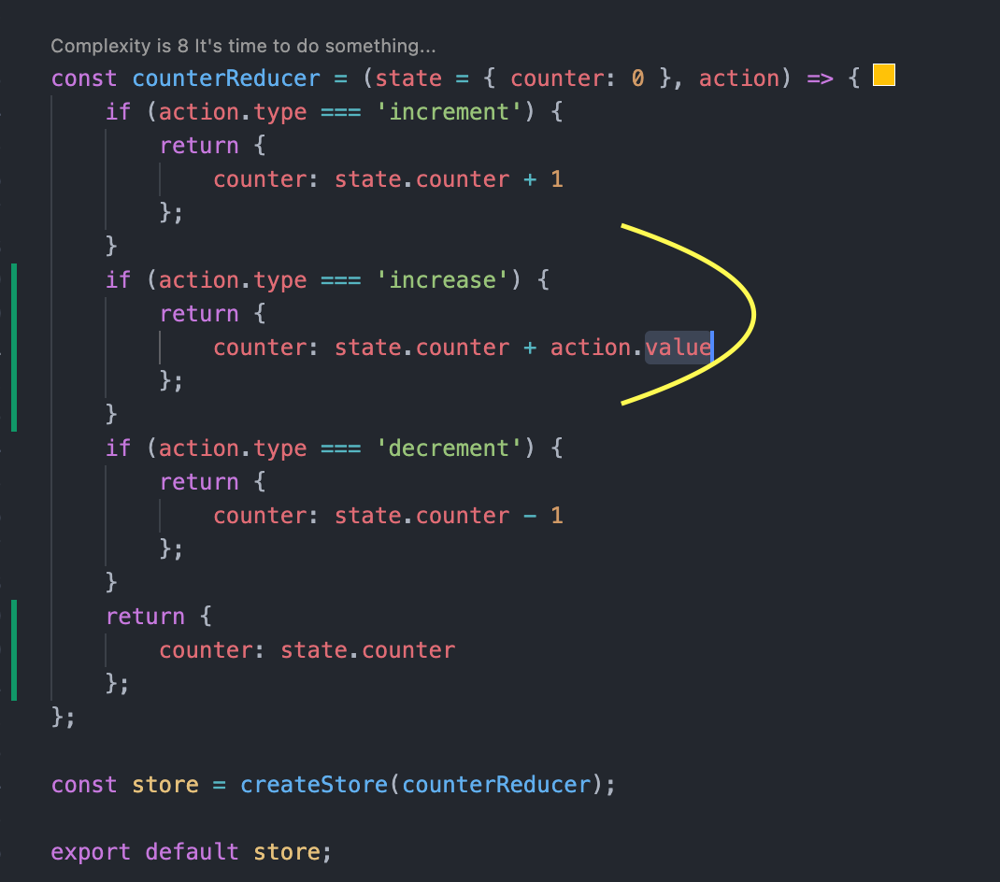 Complexity is 8 It's time to do something...
const counterReducer = (state = { counter: 0 }, action) => {
    if (action.type === 'increment') {
        return {
            counter: state.counter + 1
        };
    }
    if (action.type === 'increase') {
        return {
            counter: state.counter + action.value
        };
    }
    if (action.type === 'decrement') {
        return {
            counter: state.counter - 1
        };
    }
    return {
        counter: state.counter
    };
};
const store = createStore(counterReducer);
export default store;